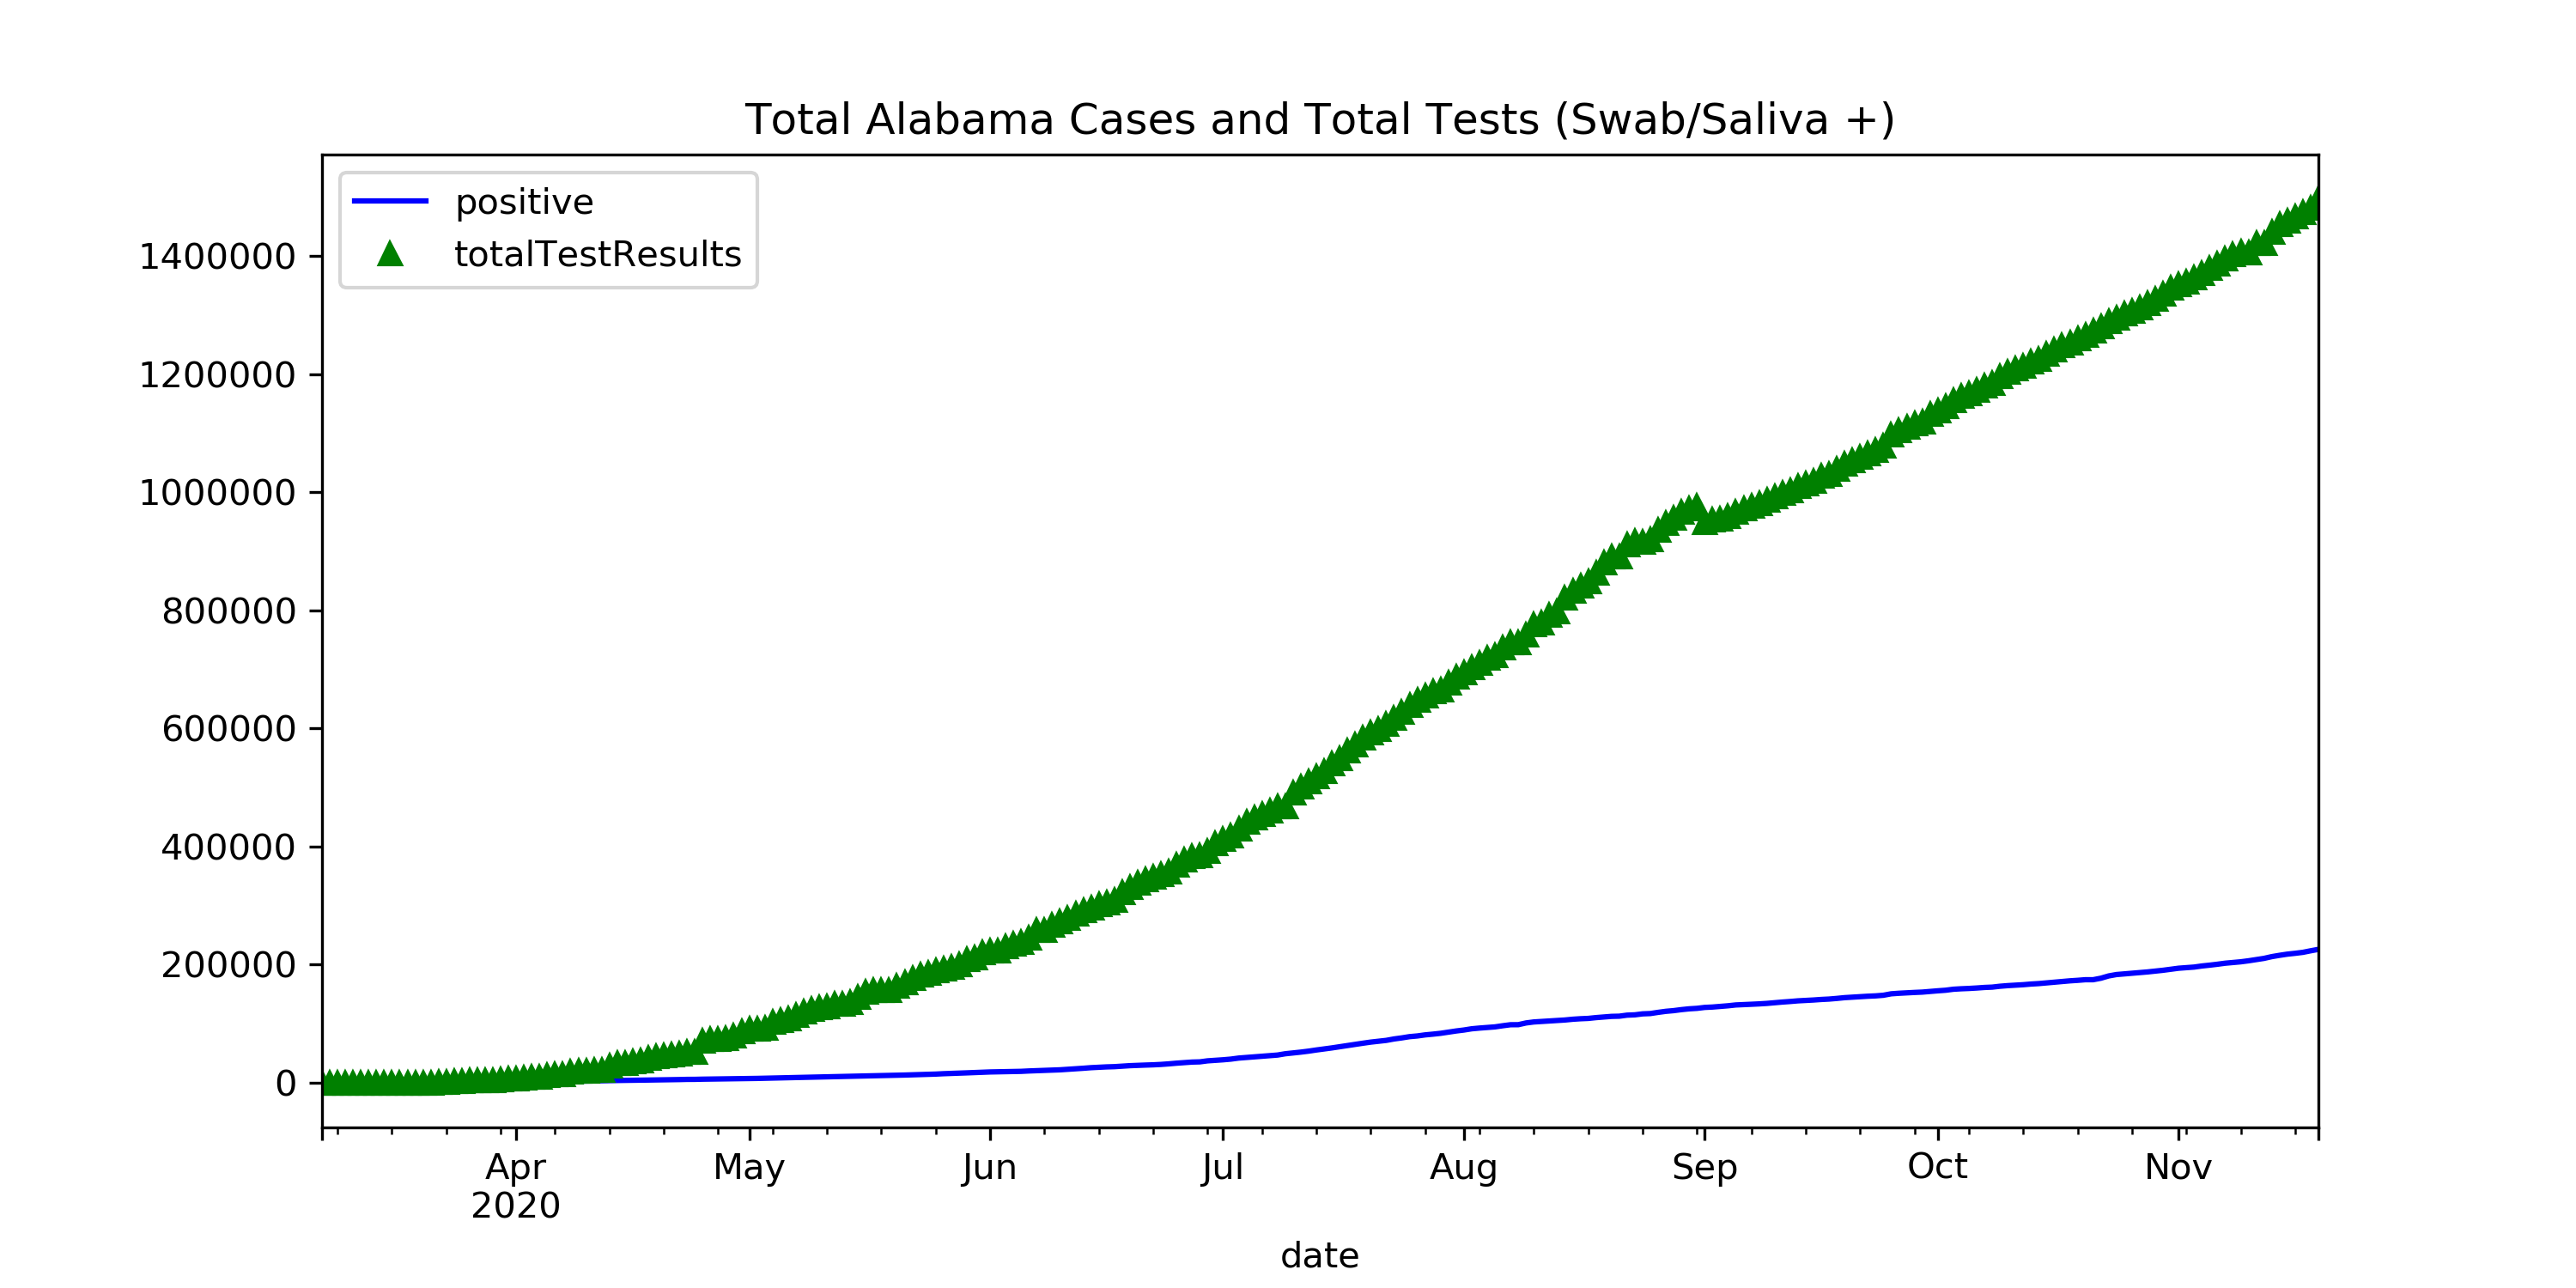 Total Alabama Cases and Total Tests (Swab/Saliva +)
positive
totalTestResults
1400000
1200000
1000000
800000
600000
400000
200000
0
Apr May Jun Jul Aug Sep Oct Nov
2020
date